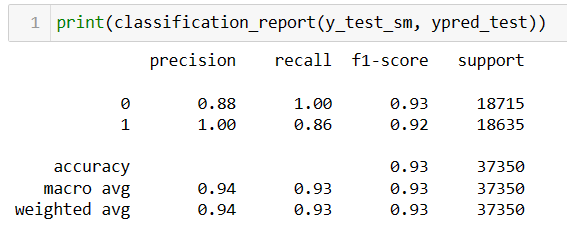 1 print(classification_report(y_test_sm, ypred_test))
precision recall f1-score support
0 0.88 1.00 0.93 18715
1 1.00 0.86 0.92 18635
accuracy 0.93 37350
macro avg 0.94 0.93 0.93 37350
weighted avg 0.94 0.93 0.93 37350